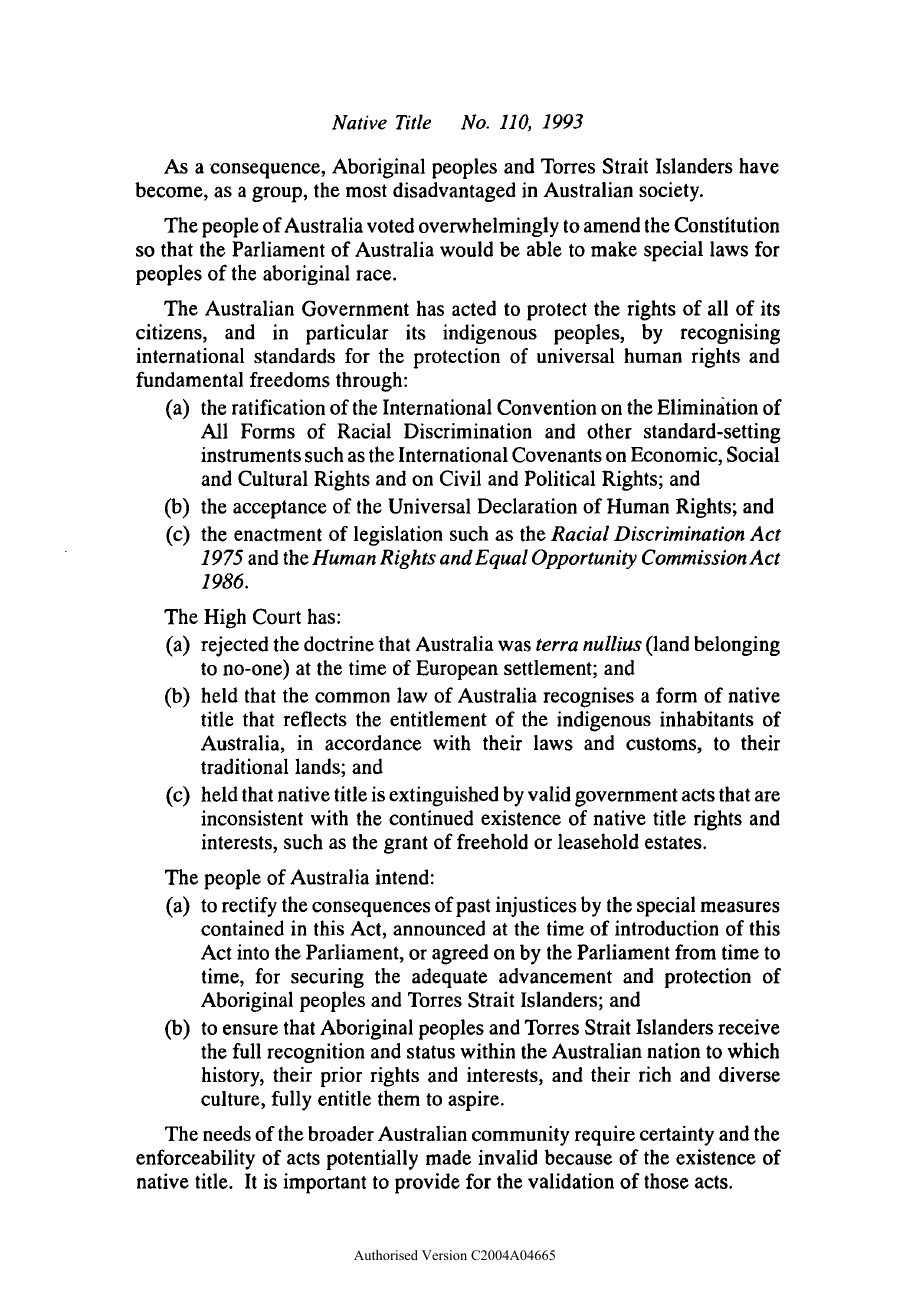 Native Title No. 110, 1993
As a consequence, Aboriginal peoples and Torres Strait Islanders have
become, as a group, the most disadvantaged in Australian society.
The people of Australia voted overwhelmingly to amend the Constitution
so that the Parliament of Australia would be able to make special laws for
peoples of the aboriginal race.
The Australian Government has acted to protect the rights of all of its
citizens, and in particular its indigenous peoples, by recognising
international standards for the protection of universal human rights and
fundamental freedoms through:
(a) the ratification of the International Convention on the Elimination of
All Forms of Racial Discrimination and other standard-setting
instruments such as the International Covenants on Economic, Social
and Cultural Rights and on Civil and Political Rights; and
(b) the acceptance of the Universal Declaration of Human Rights; and
(c) the enactment of legislation such as the Racial Discrimination Act
1975 and the Human Rights and Equal Opportunity Commission Act
1986.
The High Court has:
(a) rejected the doctrine that Australia was terra nullius (land belonging
to no-one) at the time of European settlement; and
(b) held that the common law of Australia recognises a form of native
title that reflects the entitlement of the indigenous inhabitants of
Australia, in accordance with their laws and customs, to their
traditional lands; and
(c) held that native title is extinguished by valid government acts that are
inconsistent with the continued existence of native title rights and
interests, such as the grant of freehold or leasehold estates.
The people of Australia intend:
(a) to rectify the consequences of past injustices by the special measures
contained in this Act, announced at the time of introduction of this
Act into the Parliament, or agreed on by the Parliament from time to
time, for securing the adequate advancement and protection of
Aboriginal peoples and Torres Strait Islanders; and
(b) to ensure that Aboriginal peoples and Torres Strait Islanders receive
the full recognition and status within the Australian nation to which
history, their prior rights and interests, and their rich and diverse
culture, fully entitle them to aspire.
The needs of the broader Australian community require certainty and the
enforceability of acts potentially made invalid because of the existence of
native title. It is important to provide for the validation of those acts.
Authorised Version C2004A04665